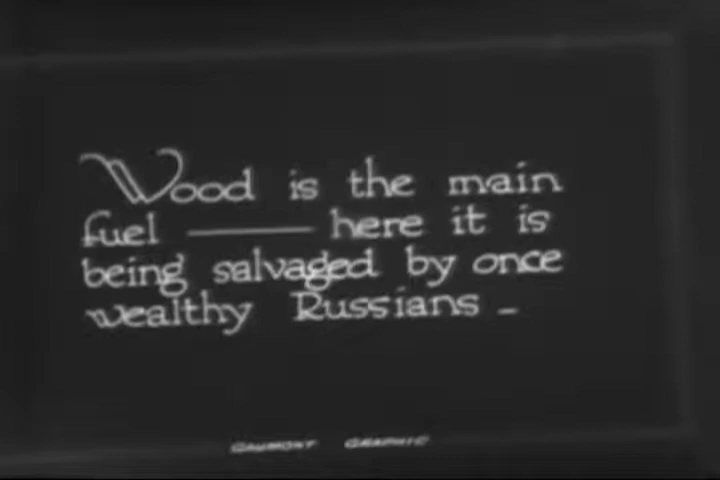 Wood is the main
fuel —— here it is
being salvaged by once
wealthy Russians –
GAUMONT GRAPHIC